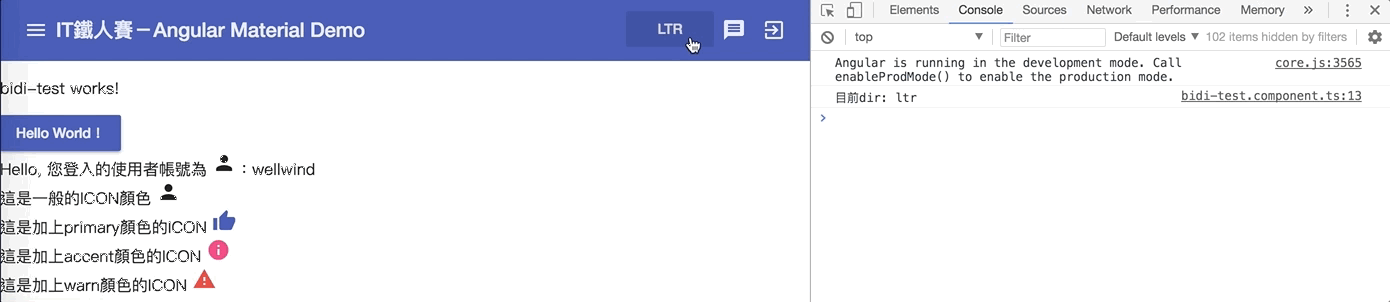 IT鐵人賽－Angular Material Demo
LTR
bidi-test works!
Hello World！
Hello, 您登入的使用者帳號為 ：wellwind
這是一般的ICON顏色
這是加上primary顏色的ICON
這是加上accent顏色的ICON
這是加上warn顏色的ICON
Elements Console Sources Network Performance Memory »
top Filter Default levels 102 items hidden by filters
Angular is running in the development mode. Call core.js:3565
enableProdMode() to enable the production mode.
目前dir: ltr bidi-test.component.ts:13